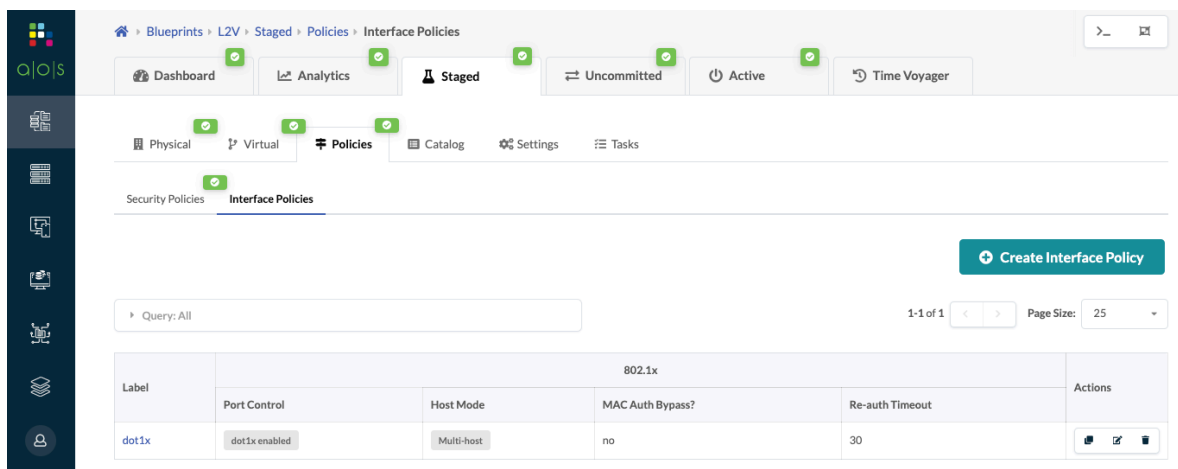 Blueprints L2V Staged Policies Interface Policies
>_
a|o|s
Dashboard Analytics Staged Uncommitted Active Time Voyager
Physical Virtual Policies Catalog Settings Tasks
Security Policies Interface Policies
Create Interface Policy
Query: All 1-1 of 1 < > Page Size: 25
Label 802.1x Actions
Port Control Host Mode MAC Auth Bypass? Re-auth Timeout
dot1x dot1x enabled Multi-host no 30